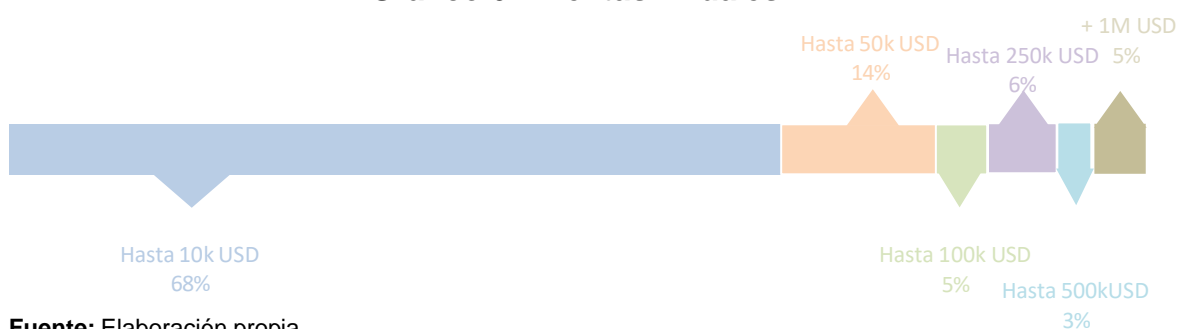 + 1M USD
5%
Hasta 50k USD
14%
Hasta 250k USD
6%
Hasta 10k USD
68%
Hasta 100k USD
5%
Hasta 500kUSD
3%
Fuente: Elaboración propia